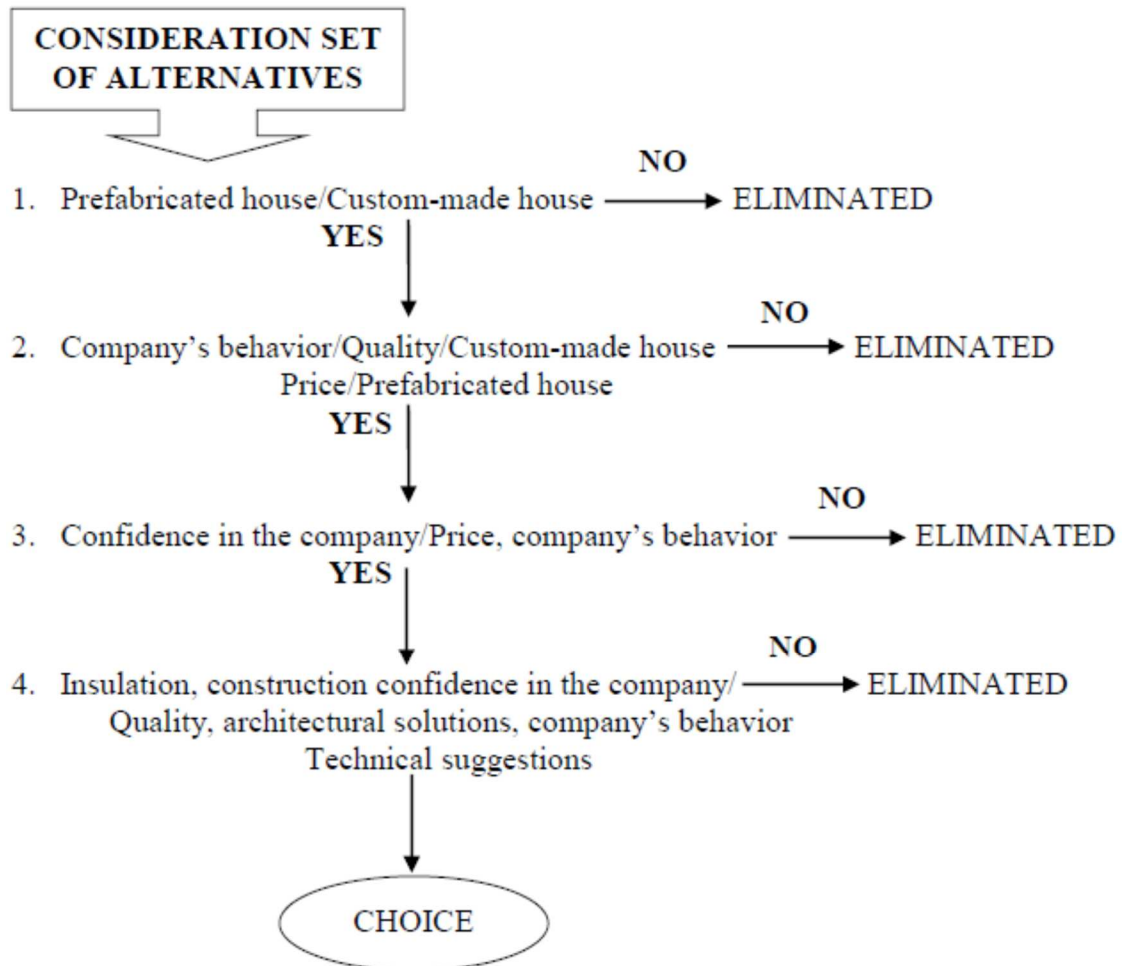 CONSIDERATION SET
OF ALTERNATIVES
NO
1. Prefabricated house/Custom-made house ELIMINATED
YES
NO
2. Company's behavior/Quality/Custom-made house ELIMINATED
Price/Prefabricated house
YES
NO
3. Confidence in the company/Price, company's behavior ELIMINATED
YES
NO
4. Insulation, construction confidence in the company/ ELIMINATED
Quality, architectural solutions, company's behavior
Technical suggestions
CHOICE